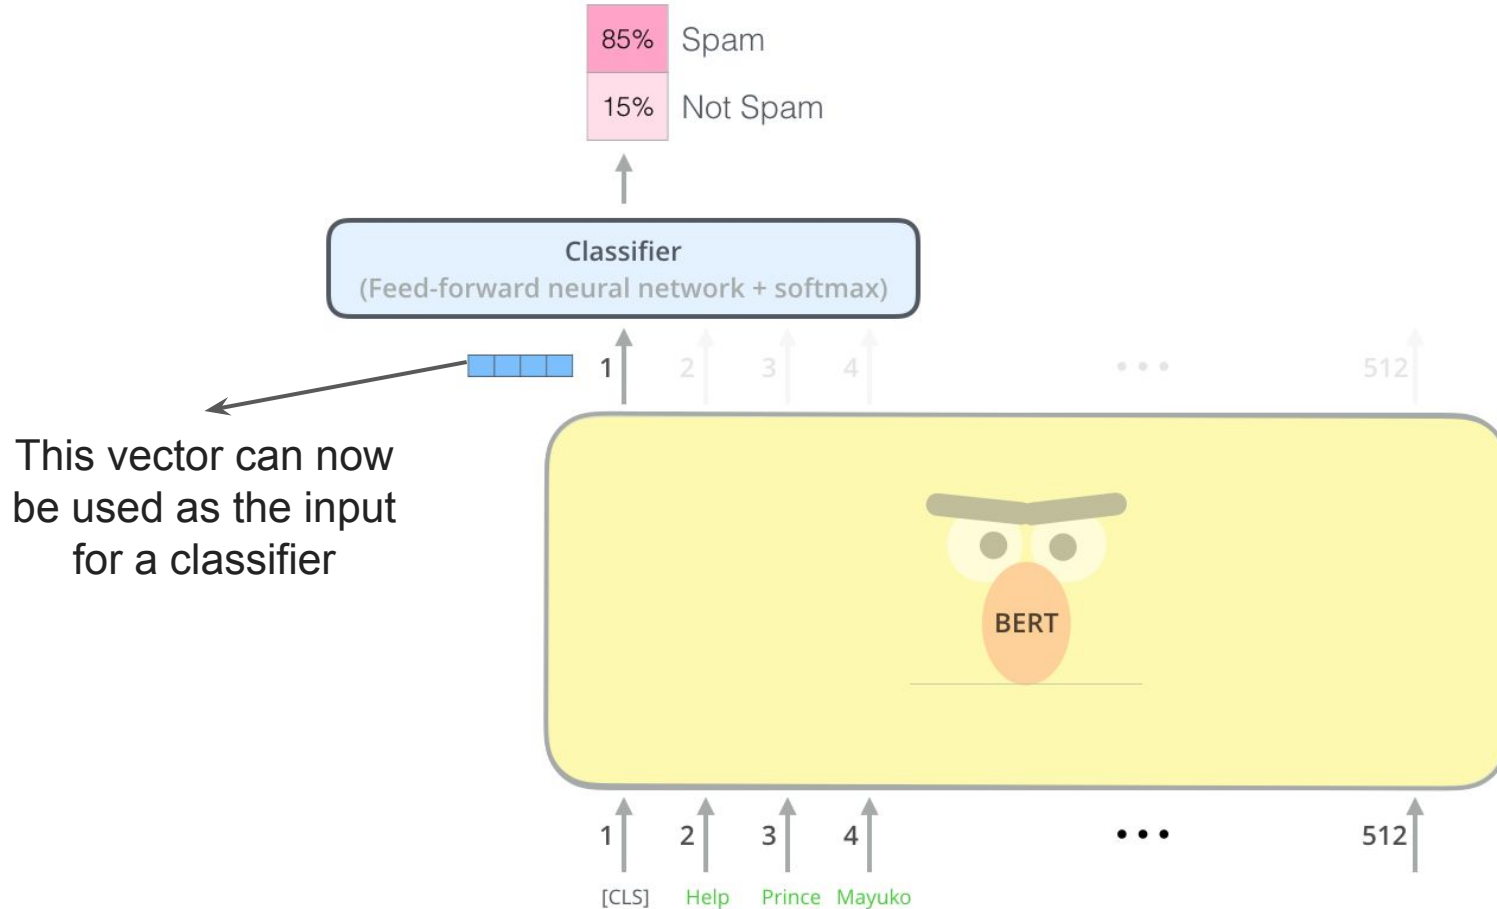 85% Spam
15% Not Spam
Classifier
(Feed-forward neural network + softmax)
1 2 3 4 ••• 512
This vector can now
be used as the input
for a classifier
BERT
1 2 3 4 ••• 512
[CLS] Help Prince Mayuko